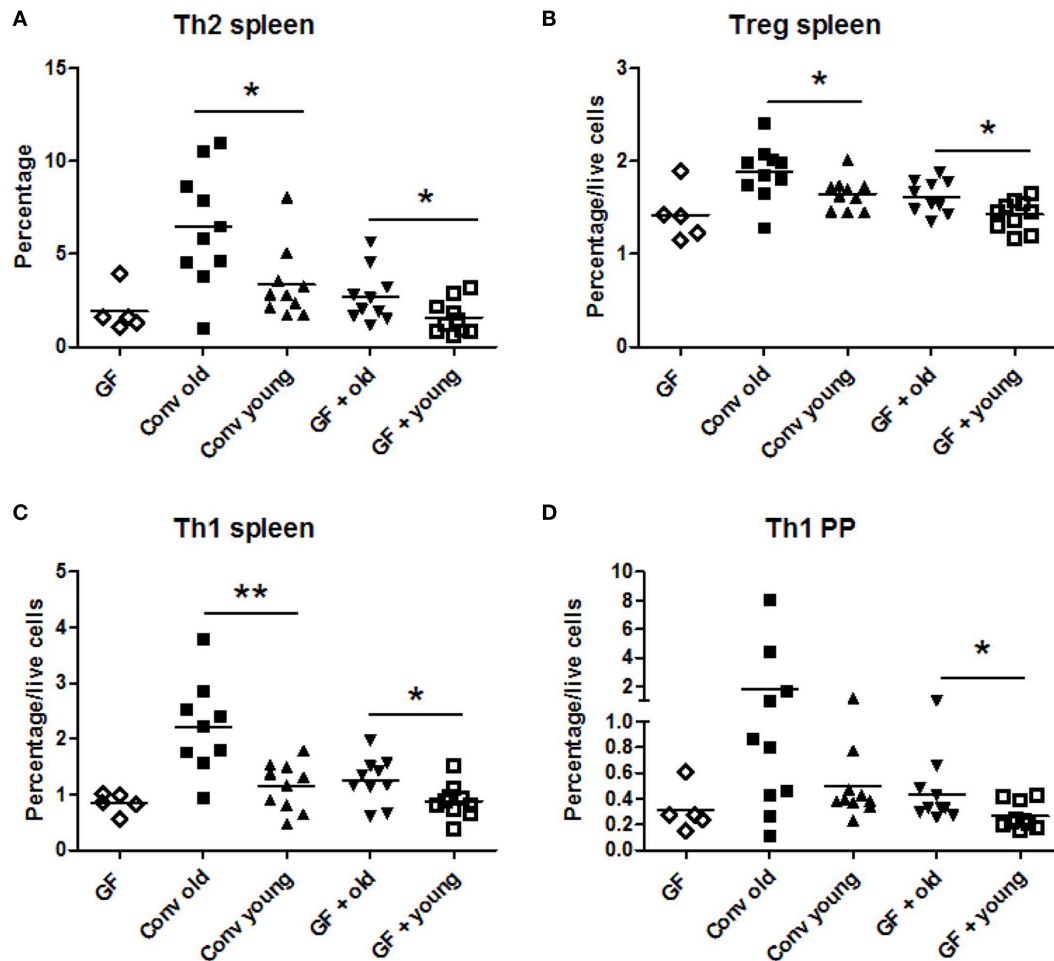 A
Th2 spleen
Percentage
15
10
5
0
*
*
GF
Conv old
Conv young
GF + old
GF + young
B
Treg spleen
Percentage/live cells
3
2
1
0
*
*
GF
Conv old
Conv young
GF + old
GF + young
C
Th1 spleen
Percentage/live cells
5
4
3
2
1
0
**
*
GF
Conv old
Conv young
GF + old
GF + young
D
Th1 PP
Percentage/live cells
10
8
6
4
2
0.8
0.6
0.4
0.2
0.0
*
GF
Conv old
Conv young
GF + old
GF + young